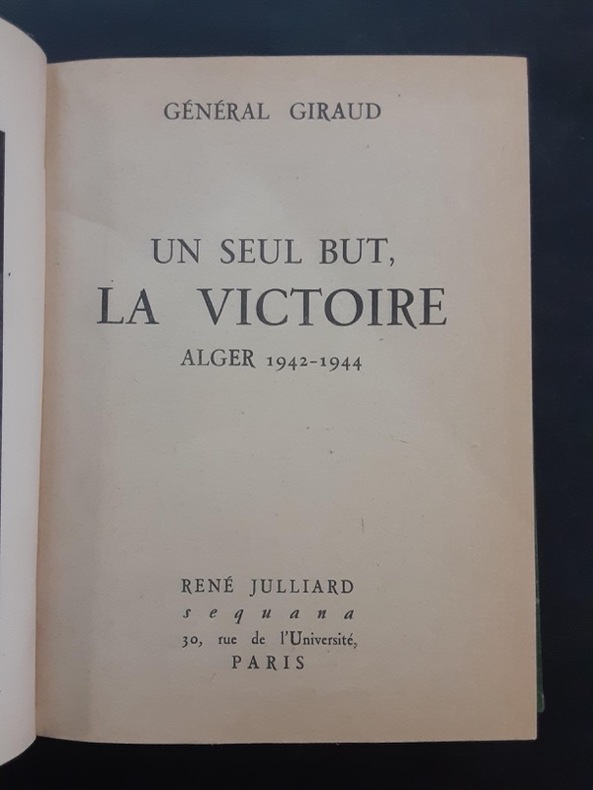 GÉNÉRAL GIRAUD
UN SEUL BUT,
LA VICTOIRE
ALGER 1942-1944
RENÉ JULLIARD
sequana
30, rue de l'Université,
PARIS